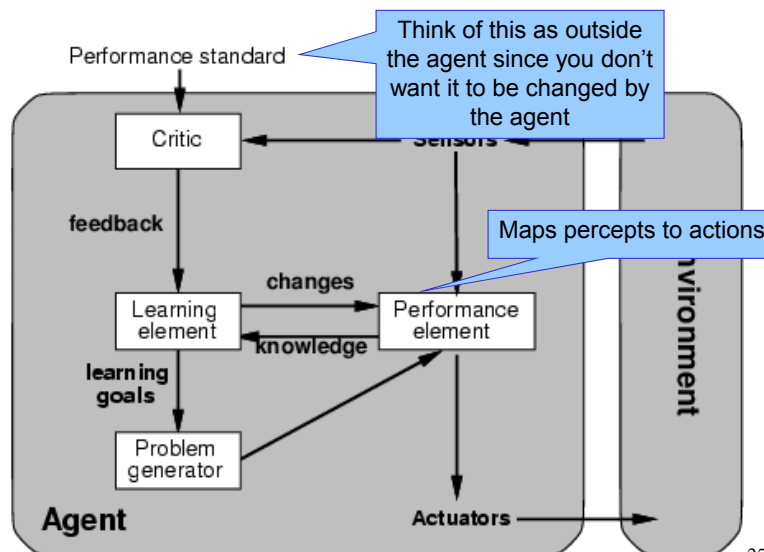 Performance standard
Think of this as outside
the agent since you don't
want it to be changed by
the agent
Critic
Sensors
feedback
Maps percepts to actions
changes
Learning
element
Performance
element
knowledge
learning
goals
Problem
generator
Agent
Actuators
nvironment